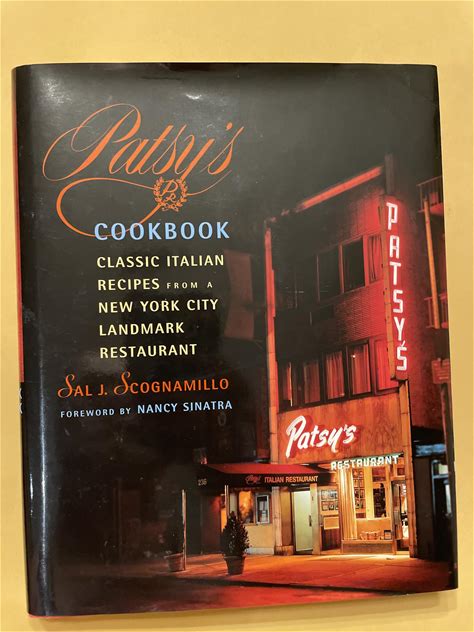 Patsy's
COOKBOOK
CLASSIC ITALIAN
RECIPES FROM A
NEW YORK CITY
LANDMARK
RESTAURANT
SAL J. SCOGNAMILLO
FOREWORD BY NANCY SINATRA
PATSY'S
Patsy's
RESTAURANT
236
Patsy's ITALIAN RESTAURANT